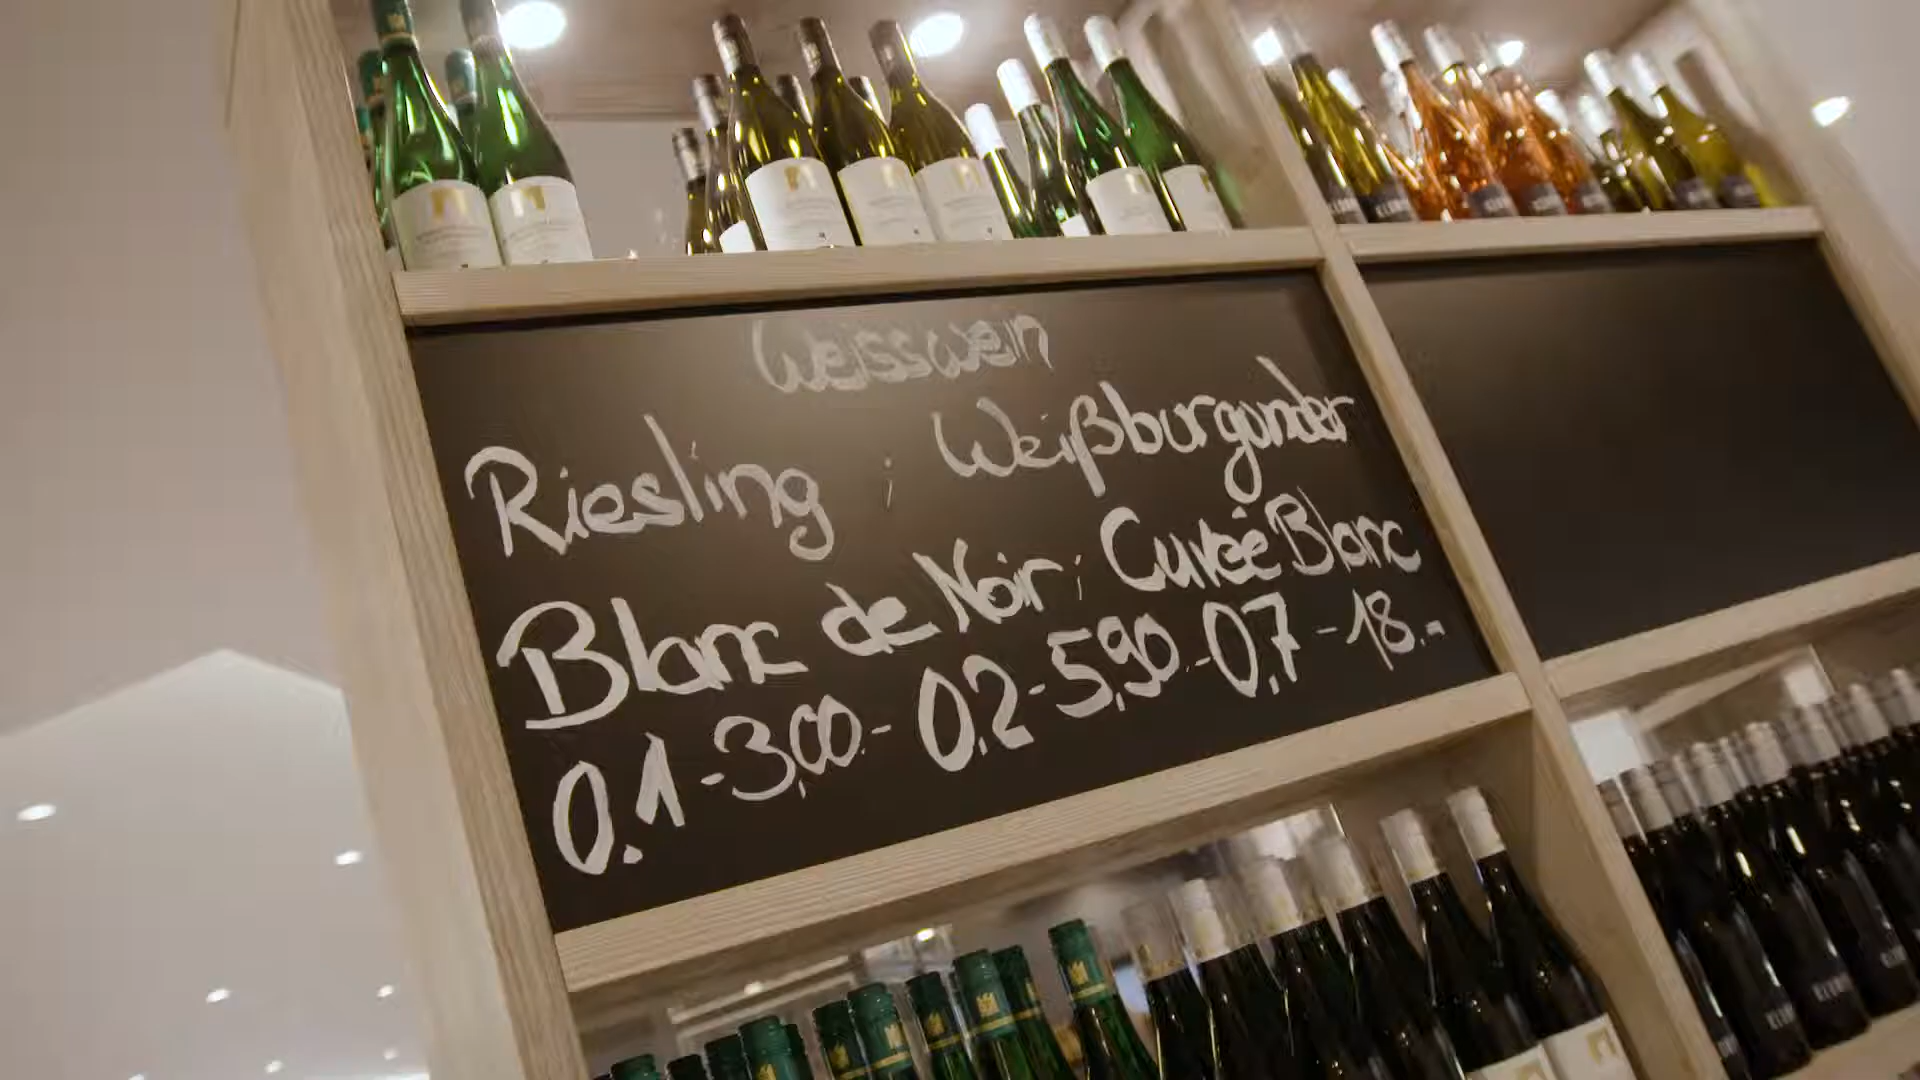 Weisswein
Riesling ; Weißburgunder
Blanc de Noir ; Cuvée Blanc
0.1 - 3,00.- 0.2 - 5,90.- 0,7 - 18.-